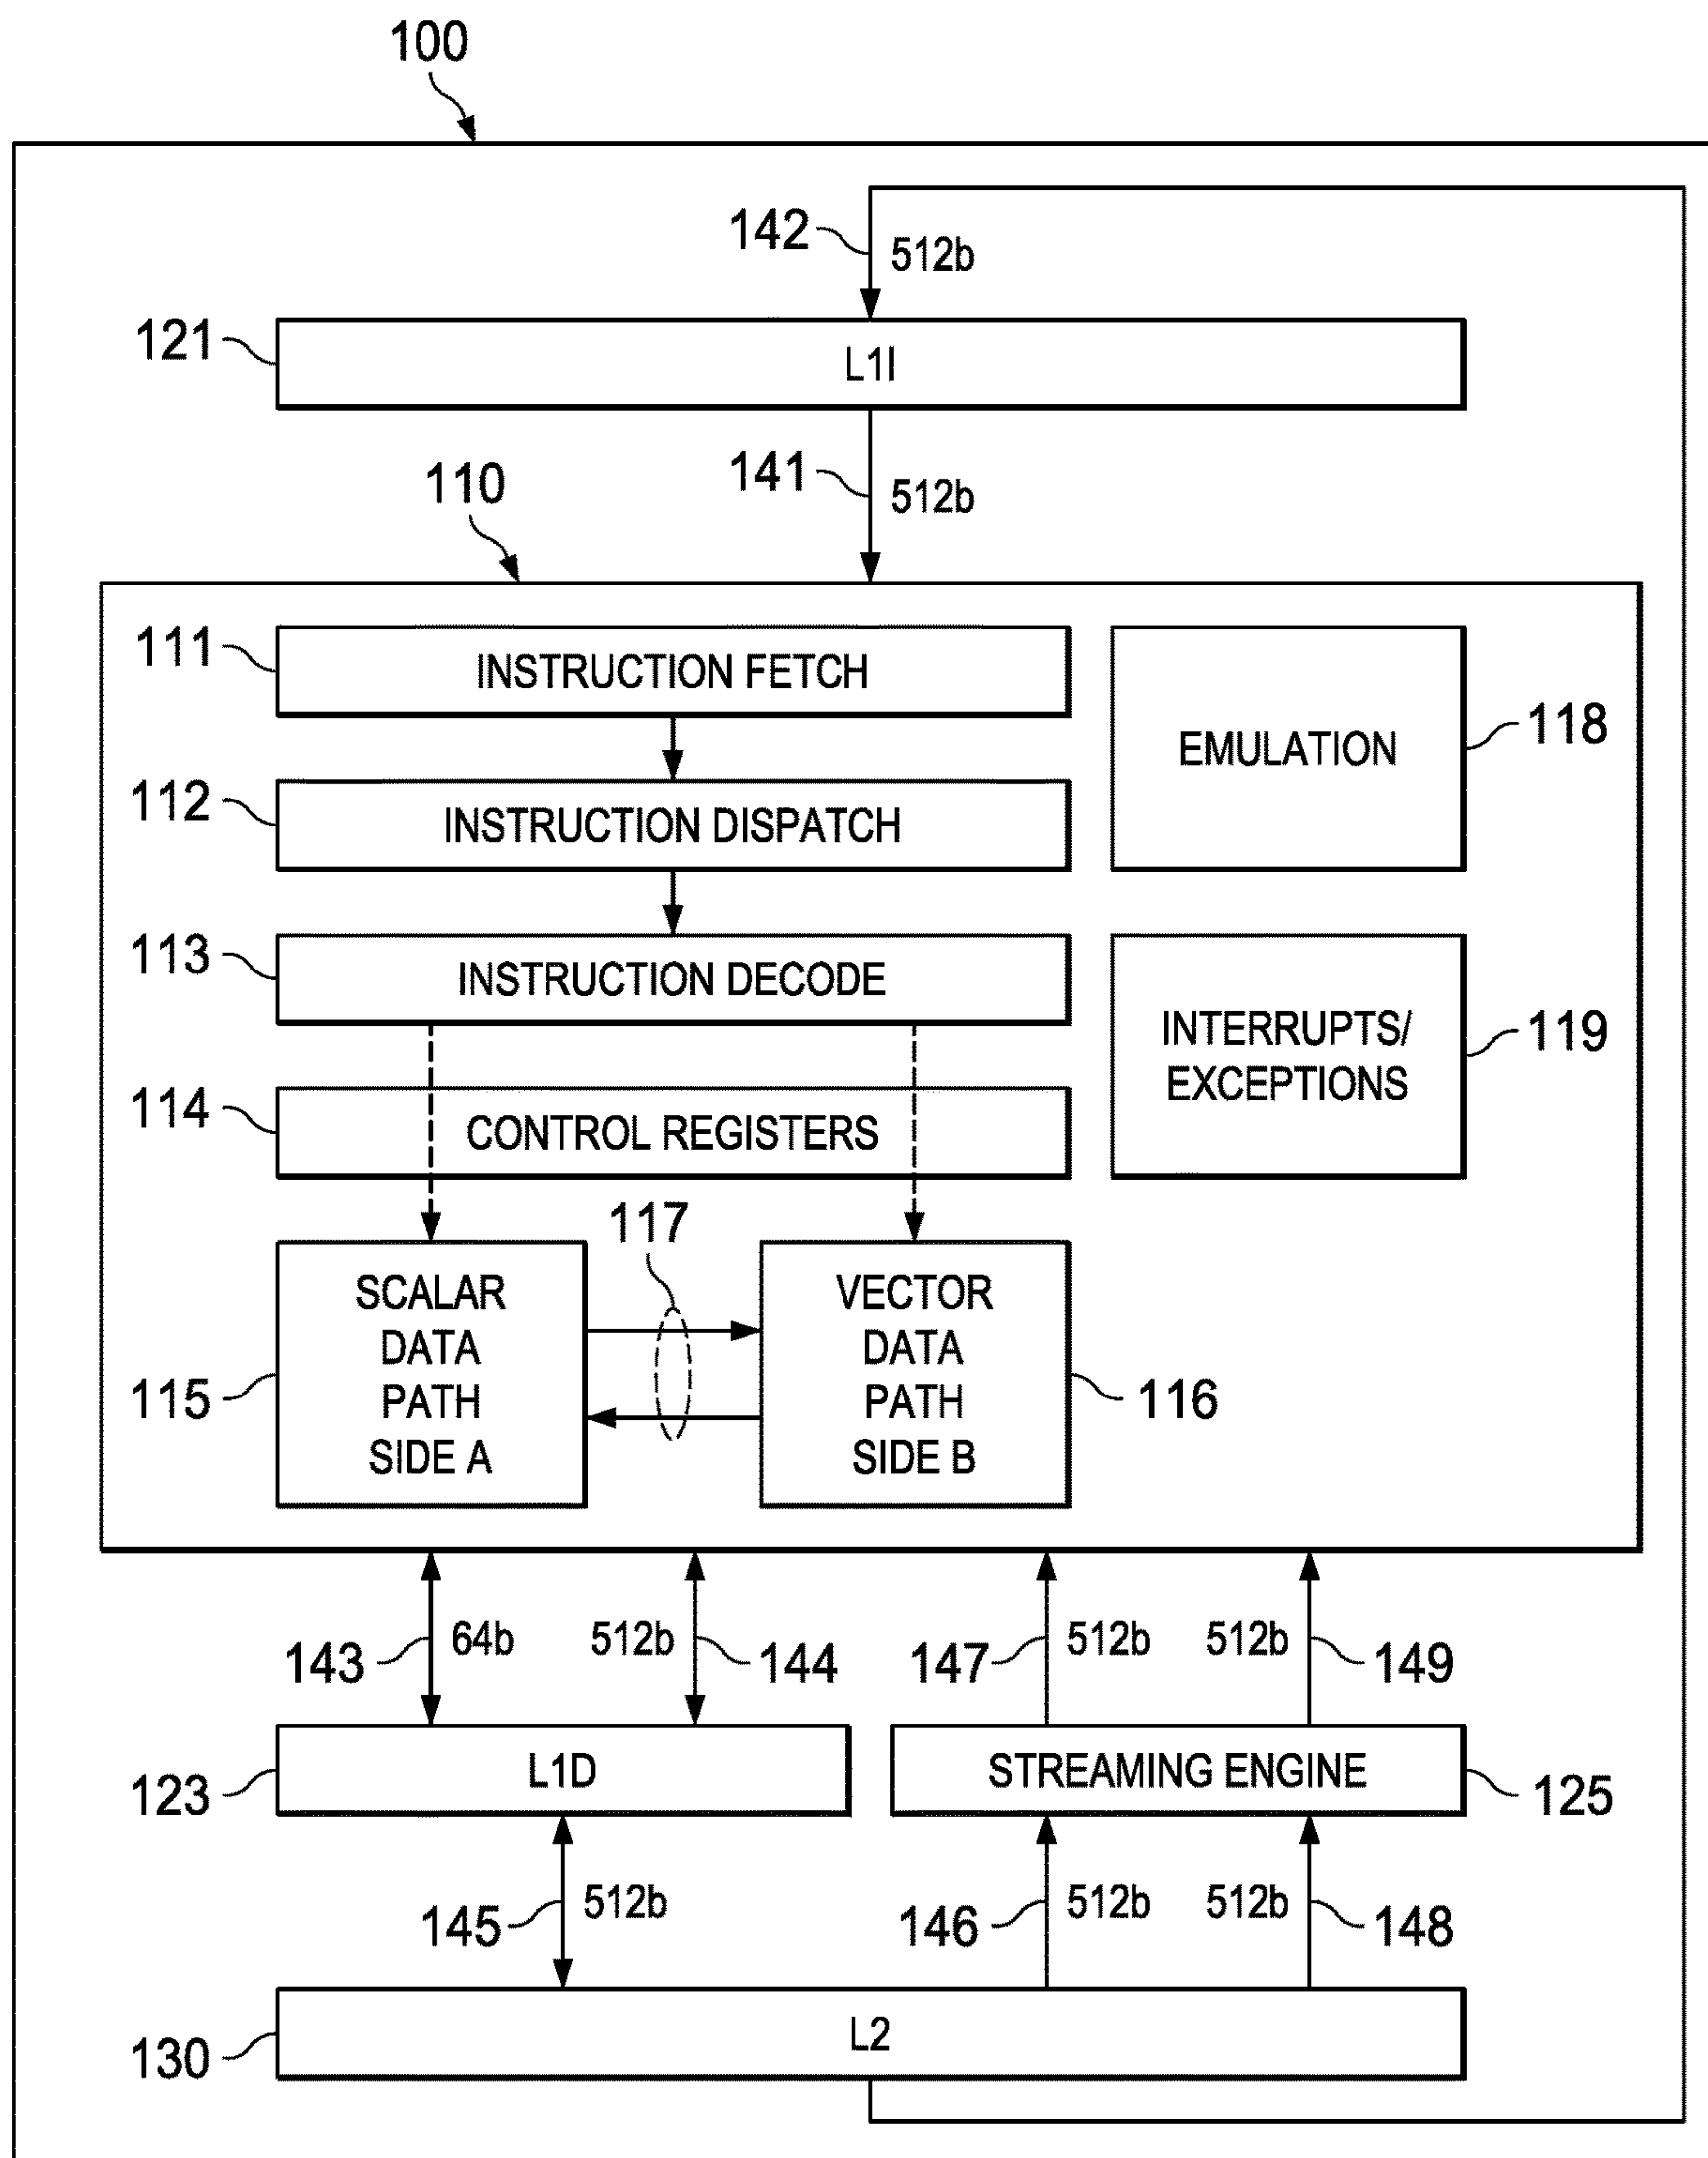 100
142
512b
121
L1I
110
141
512b
111
INSTRUCTION FETCH
EMULATION
118
112
INSTRUCTION DISPATCH
113
INSTRUCTION DECODE
INTERRUPTS/
EXCEPTIONS
119
114
CONTROL REGISTERS
117
SCALAR
DATA
PATH
SIDE A
115
VECTOR
DATA
PATH
SIDE B
116
143
64b
512b
144
147
512b
512b
149
123
L1D
STREAMING ENGINE
125
145
512b
146
512b
512b
148
130
L2